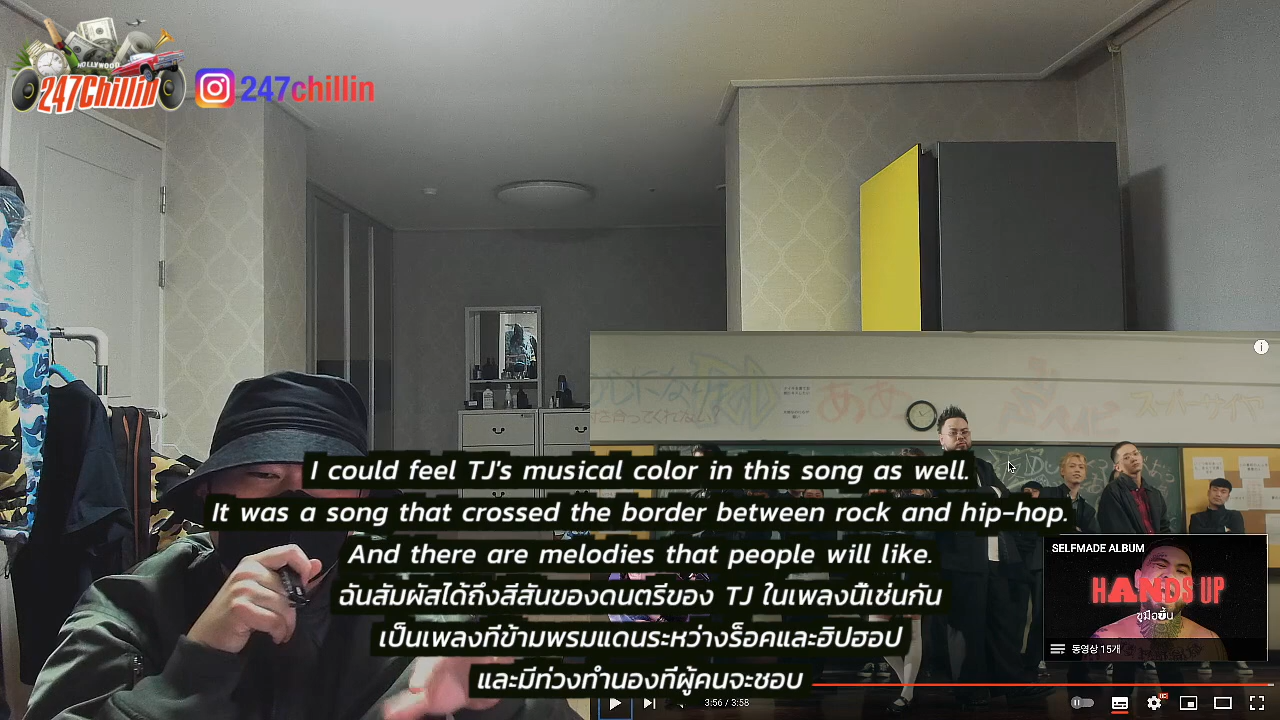 HOLLYWOOD
247Chillin
247chillin
I could feel TJ's musical color in this song as well.
It was a song that crossed the border between rock and hip-hop.
And there are melodies that people will like.
ฉันสัมผัสได้ถึงสีสันของดนตรีของ TJ ในเพลงนี้เช่นกัน
เป็นเพลงที่ข้ามพรมแดนระหว่างร็อคและฮิปฮอป
และมีท่วงทำนองที่ผู้คนจะชอบ
SELFMADE ALBUM
HANDS UP
ชูมือขึ้น
동영상 15개
3:56 / 3:58